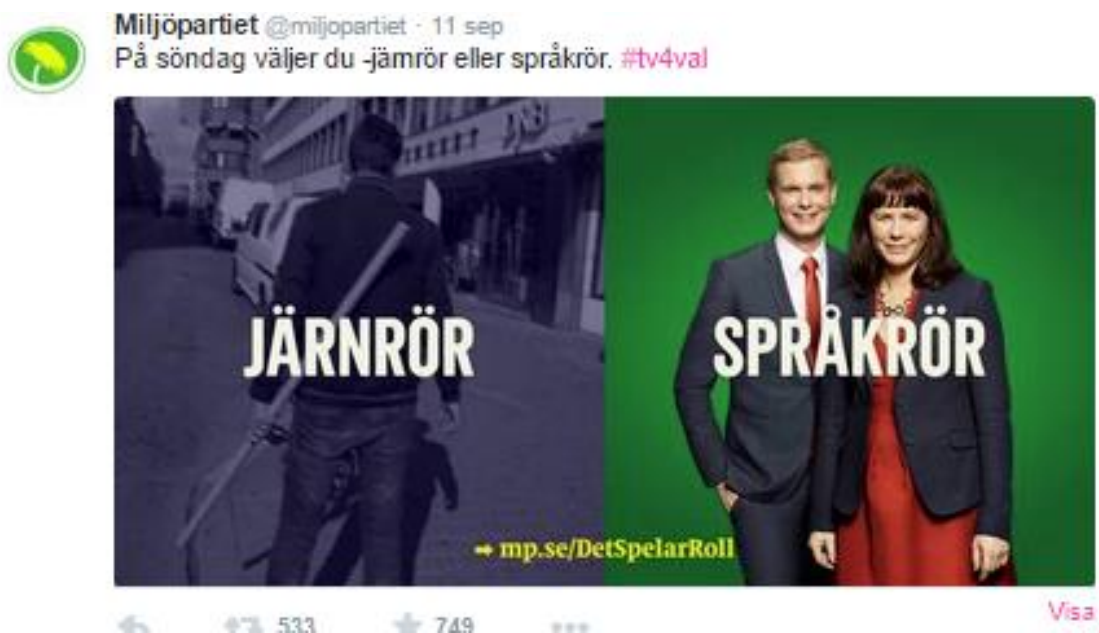 Miljöpartiet @miljopartiet · 11 sep
På söndag väljer du -järnrör eller språkrör. #tv4val
JÄRNRÖR
SPRÅKRÖR
→ mp.se/DetSpelarRoll
533
749
Visa